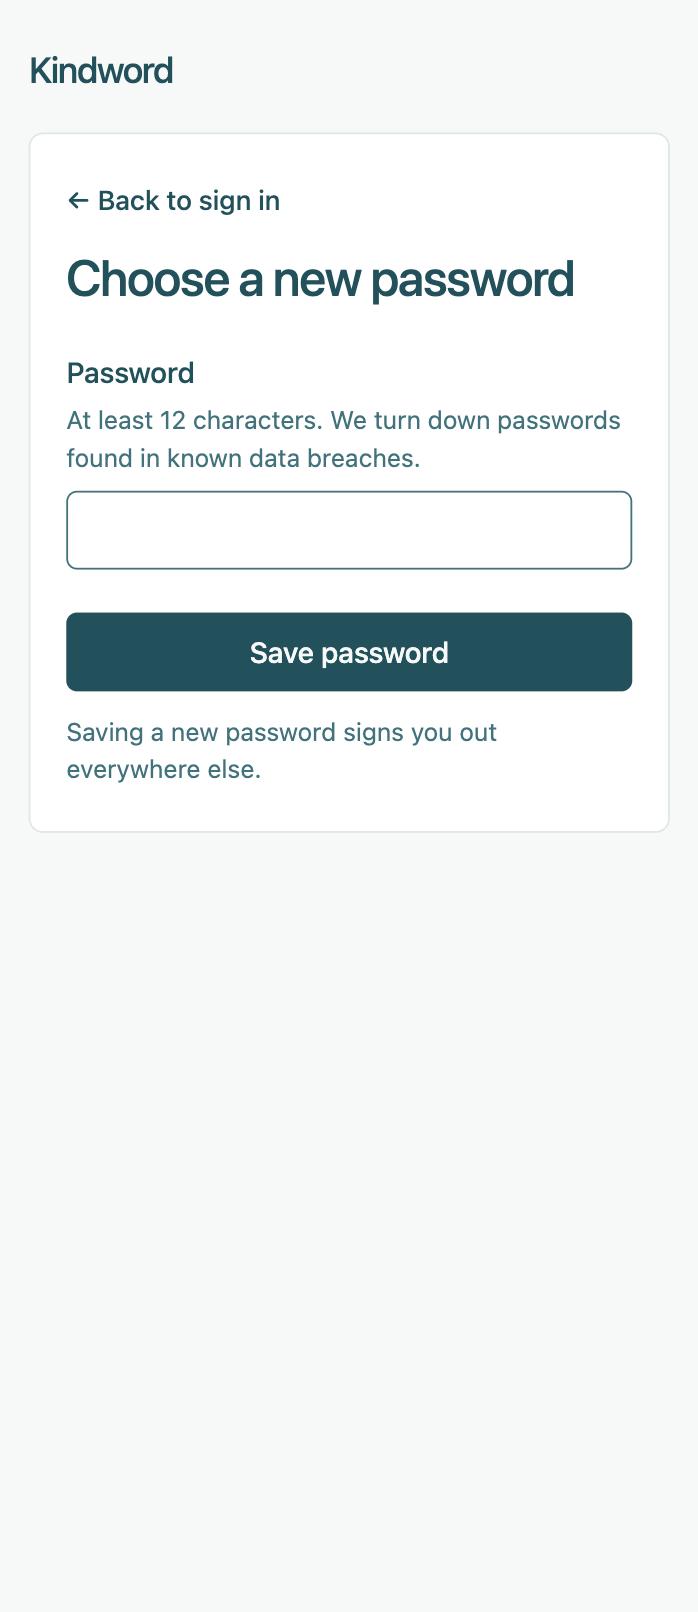 Kindword
← Back to sign in
Choose a new password
Password
At least 12 characters. We turn down passwords
found in known data breaches.
Save password
Saving a new password signs you out
everywhere else.